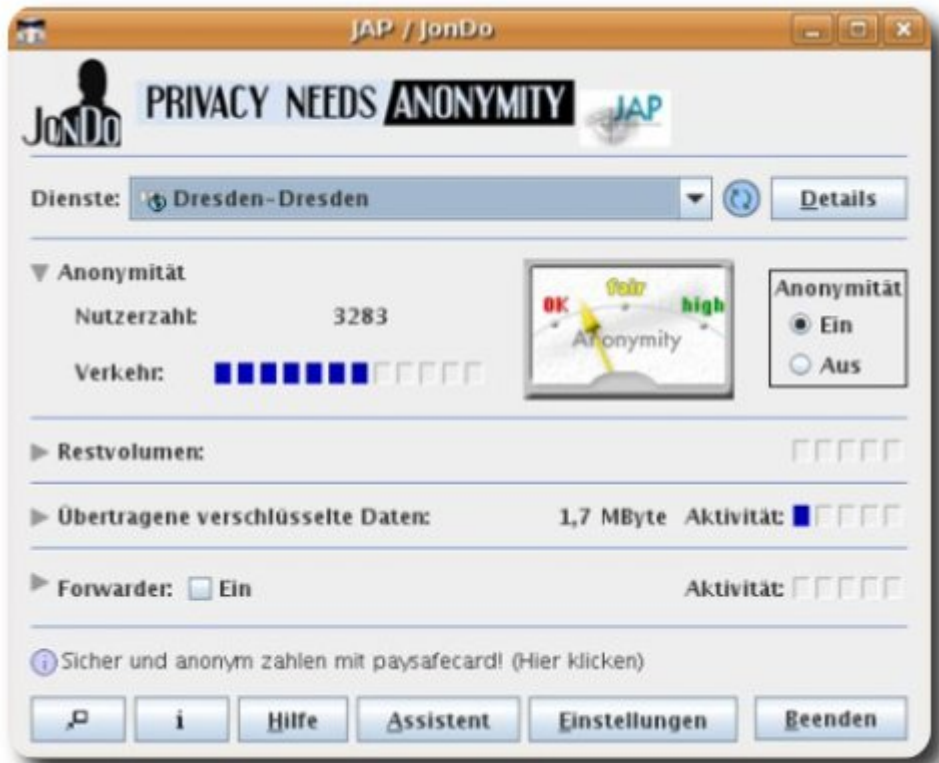 JAP / JonDo
JONDO PRIVACY NEEDS ANONYMITY JAP
Dienste: Dresden-Dresden Details
Anonymität
Nutzerzahl: 3283
Verkehr:
OK fair high
Anonymity
Anonymität
Ein
Aus
Restvolumen:
Übertragene verschlüsselte Daten: 1,7 MByte Aktivität:
Forwarder: Ein Aktivität:
Sicher und anonym zahlen mit paysafecard! (Hier klicken)
i Hilfe Assistent Einstellungen Beenden